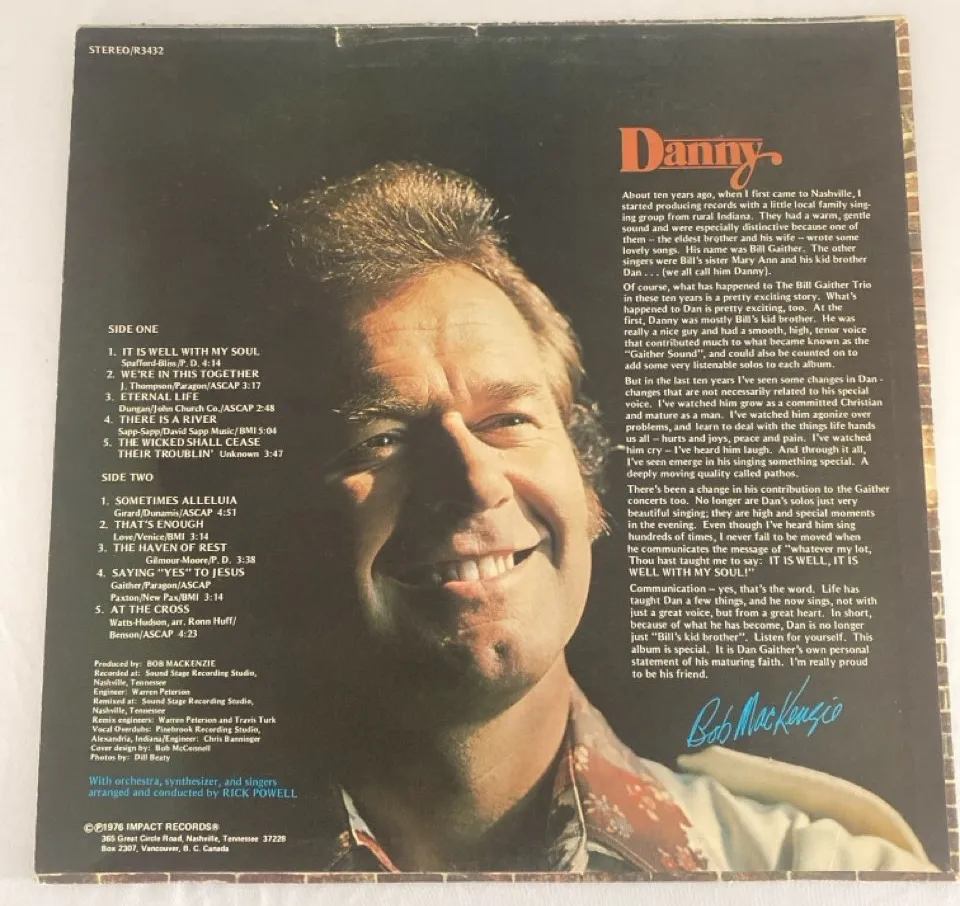 STEREO/R3432
SIDE ONE
1. IT IS WELL WITH MY SOUL
Spafford-Bliss/P. D. 4:14
2. WE'RE IN THIS TOGETHER
J. Thompson/Paragon/ASCAP 3:17
3. ETERNAL LIFE
Dungan/John Church Co./ASCAP 2:48
4. THERE IS A RIVER
Sapp-Sapp/David Sapp Music/BMI 5:04
5. THE WICKED SHALL CEASE
THEIR TROUBLIN' Unknown 3:47
SIDE TWO
1. SOMETIMES ALLELUIA
Girard/Dunamis/ASCAP 4:51
2. THAT'S ENOUGH
Love/Venice/BMI 3:14
3. THE HAVEN OF REST
Gilmour-Moore/P. D. 3:38
4. SAYING "YES" TO JESUS
Gaither/Paragon/ASCAP
Paxton/New Pax/BMI 3:14
5. AT THE CROSS
Watts-Hudson, arr. Ronn Huff/
Benson/ASCAP 4:23
Produced by: BOB MACKENZIE
Recorded at: Sound Stage Recording Studio,
Nashville, Tennessee
Engineer: Warren Peterson
Remixed at: Sound Stage Recording Studio,
Nashville, Tennessee
Remix engineers: Warren Peterson and Travis Turk
Vocal Overdubs: Pinebrook Recording Studio,
Alexandria, Indiana/Engineer: Chris Banninger
Cover design by: Bob McConnell
Photos by: Dill Beaty
With orchestra, synthesizer, and singers
arranged and conducted by RICK POWELL
©℗1976 IMPACT RECORDS®
365 Great Circle Road, Nashville, Tennessee 37228
Box 2307, Vancouver, B. C. Canada
Danny
About ten years ago, when I first came to Nashville, I
started producing records with a little local family sing-
ing group from rural Indiana. They had a warm, gentle
sound and were especially distinctive because one of
them – the eldest brother and his wife – wrote some
lovely songs. His name was Bill Gaither. The other
singers were Bill's sister Mary Ann and his kid brother
Dan . . . (we all call him Danny).
Of course, what has happened to The Bill Gaither Trio
in these ten years is a pretty exciting story. What's
happened to Dan is pretty exciting, too. At the
first, Danny was mostly Bill's kid brother. He was
really a nice guy and had a smooth, high, tenor voice
that contributed much to what became known as the
"Gaither Sound", and could also be counted on to
add some very listenable solos to each album.
But in the last ten years I've seen some changes in Dan -
changes that are not necessarily related to his special
voice. I've watched him grow as a committed Christian
and mature as a man. I've watched him agonize over
problems, and learn to deal with the things life hands
us all – hurts and joys, peace and pain. I've watched
him cry – I've heard him laugh. And through it all,
I've seen emerge in his singing something special. A
deeply moving quality called pathos.
There's been a change in his contribution to the Gaither
concerts too. No longer are Dan's solos just very
beautiful singing; they are high and special moments
in the evening. Even though I've heard him sing
hundreds of times, I never fail to be moved when
he communicates the message of "whatever my lot,
Thou hast taught me to say: IT IS WELL, IT IS
WELL WITH MY SOUL!"
Communication – yes, that's the word. Life has
taught Dan a few things, and he now sings, not with
just a great voice, but from a great heart. In short,
because of what he has become, Dan is no longer
just "Bill's kid brother". Listen for yourself. This
album is special. It is Dan Gaither's own personal
statement of his maturing faith. I'm really proud
to be his friend.
Bob MacKenzie